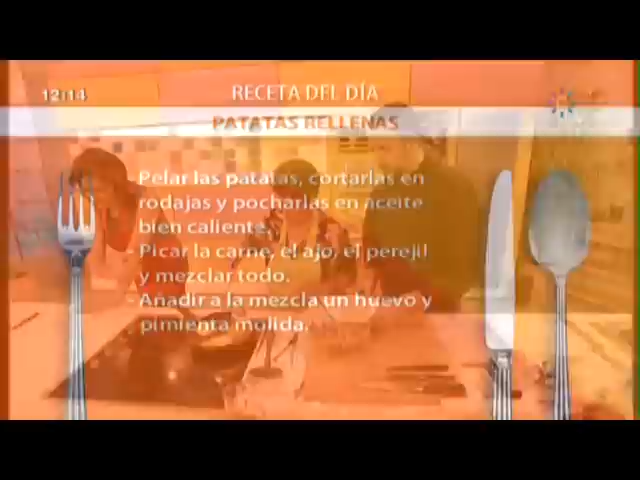 12:14
RECETA DEL DÍA
PATATAS RELLENAS
- Pelar las patatas, cortarlas en
rodajas y pocharlas en aceite
bien caliente.
- Picar la carne, el ajo, el perejil
y mezclar todo.
- Añadir a la mezcla un huevo y
pimienta molida.